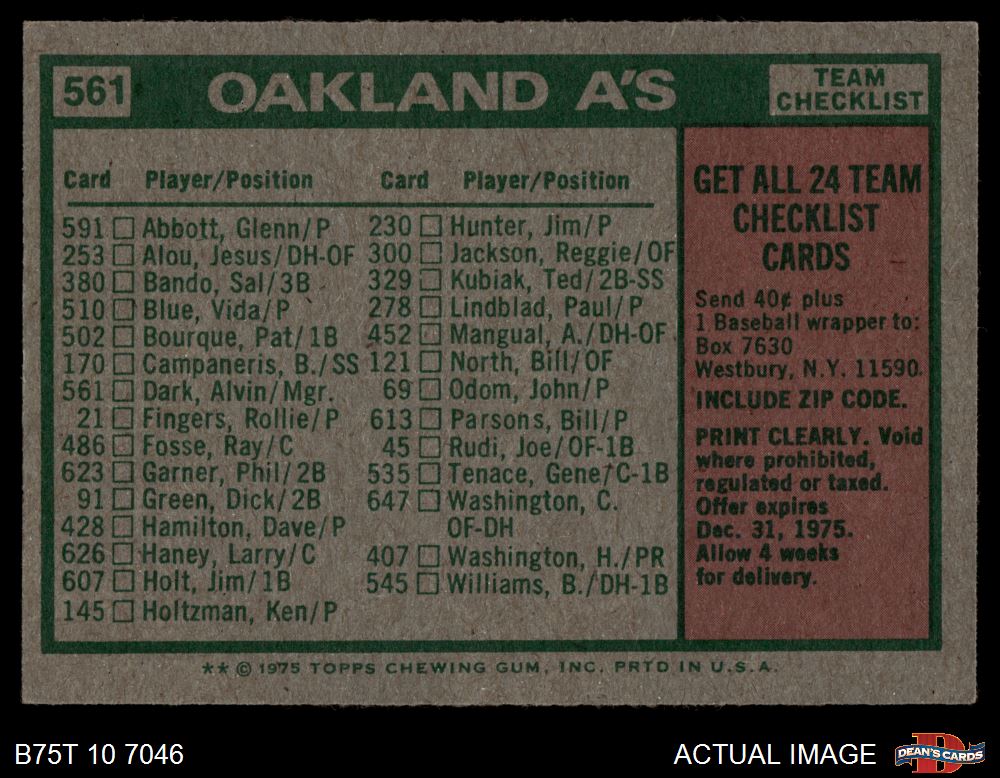 561 OAKLAND A'S TEAM CHECKLIST
Card Player/Position
591 Abbott, Glenn/P
253 Alou, Jesus/DH-OF
380 Bando, Sal/3B
510 Blue, Vida/P
502 Bourque, Pat/1B
170 Campaneris, B./SS
561 Dark, Alvin/Mgr.
21 Fingers, Rollie/P
486 Fosse, Ray/C
623 Garner, Phil/2B
91 Green, Dick/2B
428 Hamilton, Dave/P
626 Haney, Larry/C
607 Holt, Jim/1B
145 Holtzman, Ken/P
Card Player/Position
230 Hunter, Jim/P
300 Jackson, Reggie/OF
329 Kubiak, Ted/2B-SS
278 Lindblad, Paul/P
452 Mangual, A./DH-OF
121 North, Bill/OF
69 Odom, John/P
613 Parsons, Bill/P
45 Rudi, Joe/OF-1B
535 Tenace, Gene/C-1B
647 Washington, C.
OF-DH
407 Washington, H./PR
545 Williams, B./DH-1B
GET ALL 24 TEAM
CHECKLIST
CARDS
Send 40¢ plus
1 Baseball wrapper to:
Box 7630
Westbury, N.Y. 11590.
INCLUDE ZIP CODE.
PRINT CLEARLY. Void
where prohibited,
regulated or taxed.
Offer expires
Dec. 31, 1975.
Allow 4 weeks
for delivery.
** © 1975 TOPPS CHEWING GUM, INC. PRTD IN U.S.A.
B75T 10 7046
ACTUAL IMAGE
DEAN'S CARDS